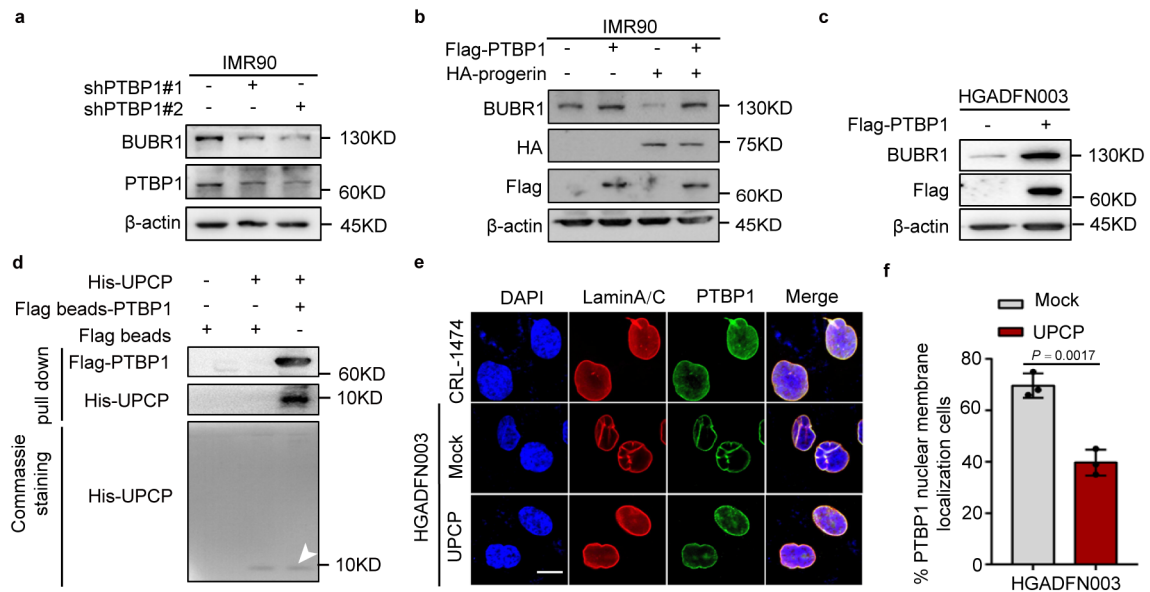 a
IMR90
shPTBP1#1 - + -
shPTBP1#2 - - +
BUBR1 130KD
PTBP1 60KD
β-actin 45KD
b
IMR90
Flag-PTBP1 - + - +
HA-progerin - - + +
BUBR1 130KD
HA 75KD
Flag 60KD
β-actin 45KD
c
HGADFN003
Flag-PTBP1 - +
BUBR1 130KD
Flag 60KD
β-actin 45KD
d
His-UPCP - + +
Flag beads-PTBP1 - - +
Flag beads + + -
pull down
Flag-PTBP1 60KD
His-UPCP 10KD
Commassie
staining
His-UPCP
10KD
e
DAPI LaminA/C PTBP1 Merge
CRL-1474
HGADFN003
Mock
UPCP
f
Mock
UPCP
P = 0.0017
% PTBP1 nuclear membrane
localization cells
80
60
40
20
0
HGADFN003